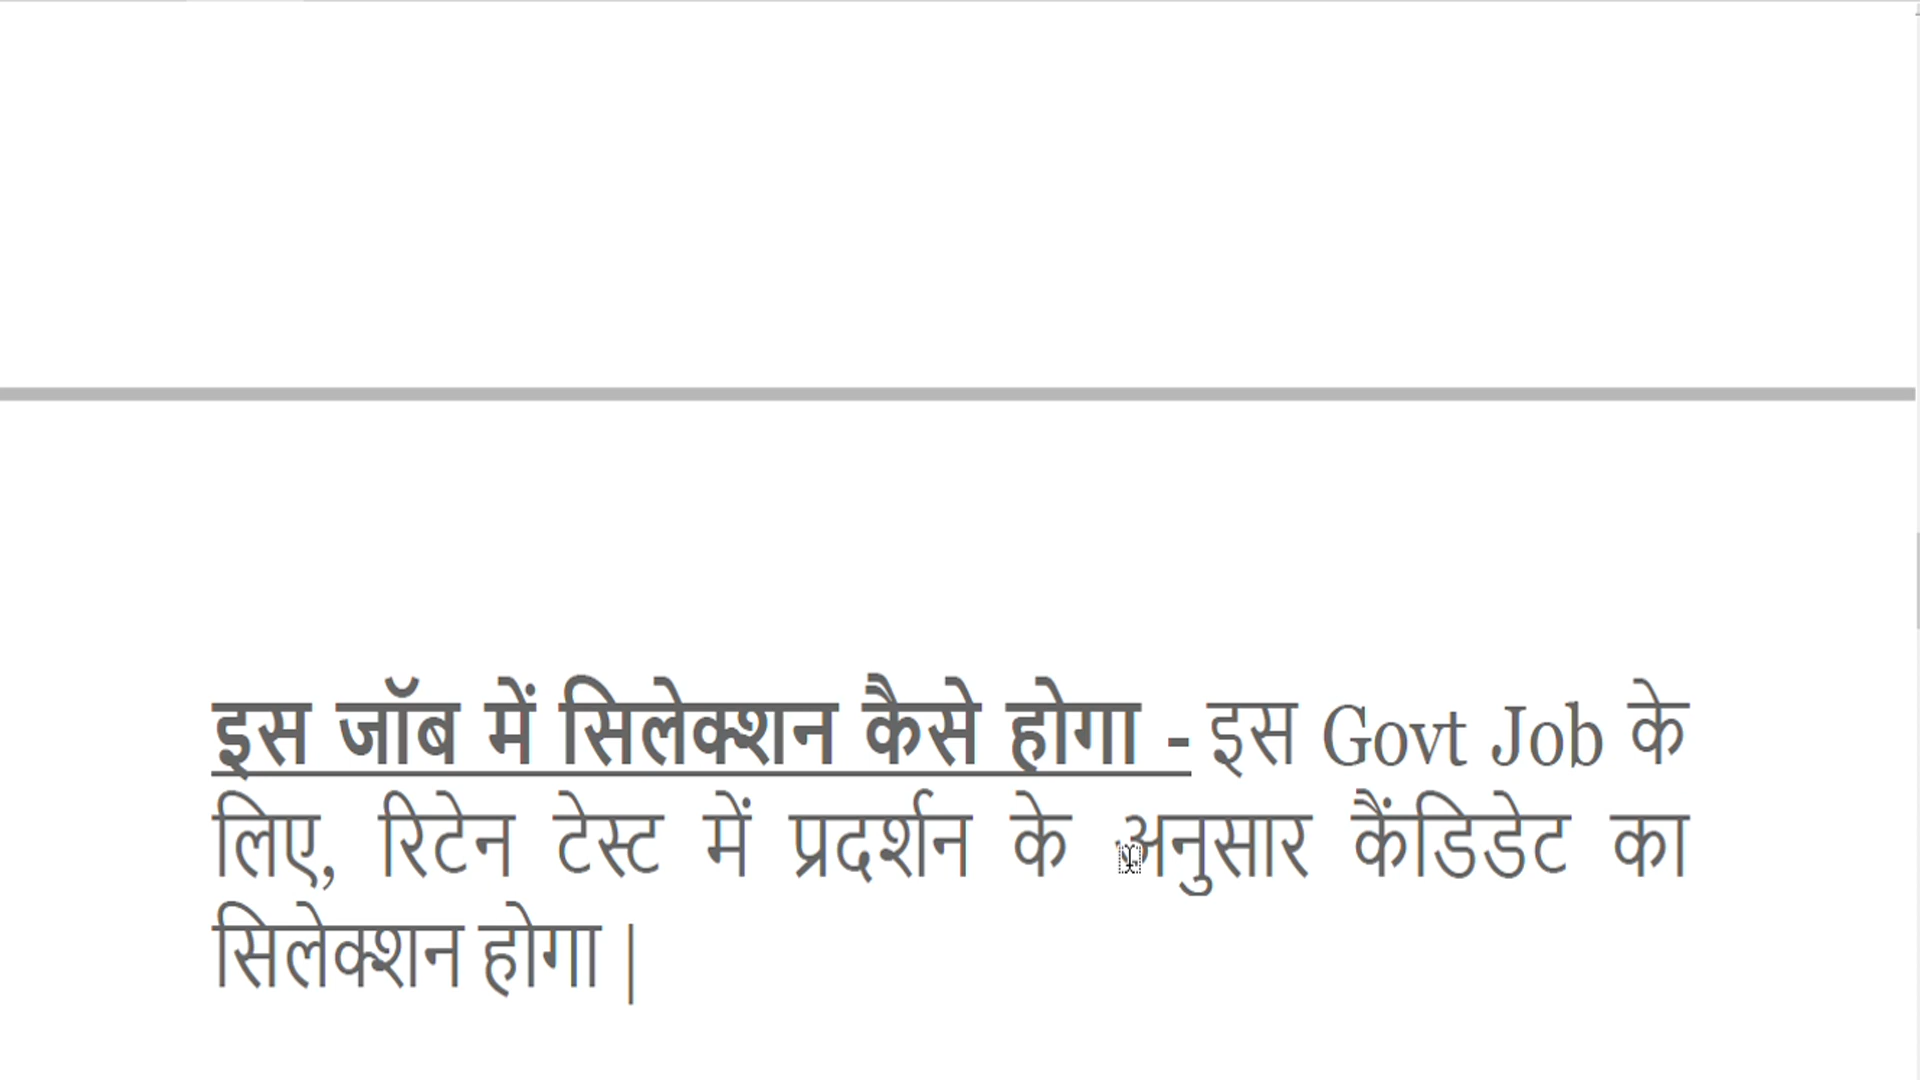 इस जॉब में सिलेक्शन कैसे होगा - इस Govt Job के
लिए, रिटेन टेस्ट में प्रदर्शन के अनुसार कैंडिडेट का
सिलेक्शन होगा |